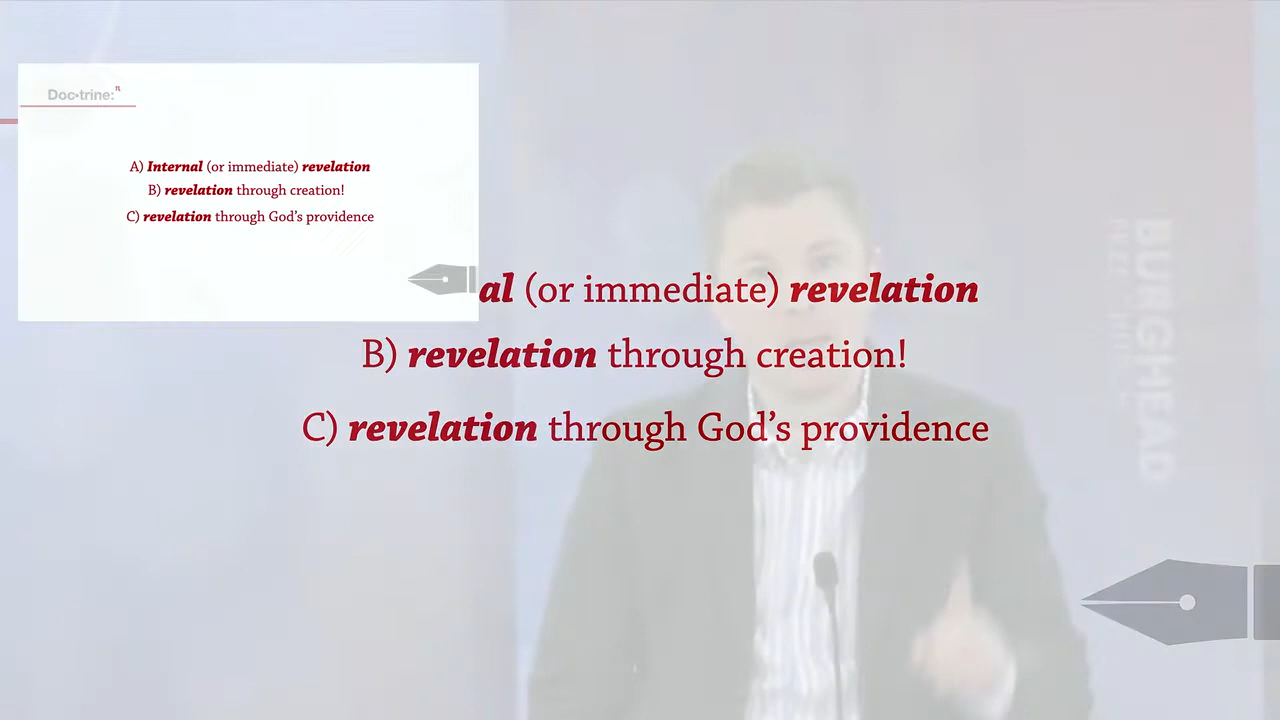 Doc•trine:π
A) Internal (or immediate) revelation
B) revelation through creation!
C) revelation through God's providence
al (or immediate) revelation
B) revelation through creation!
C) revelation through God's providence
BURGHEAD